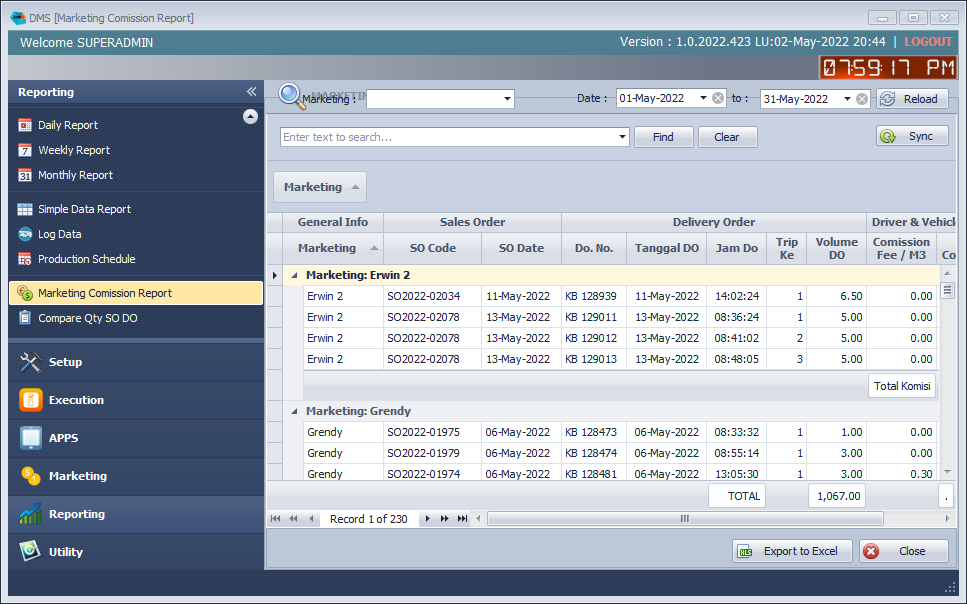 DMS [Marketing Comission Report]
Welcome SUPERADMIN
Version : 1.0.2022.423 LU:02-May-2022 20:44 | LOGOUT
07:59:17 PM
Reporting
Daily Report
Weekly Report
Monthly Report
Simple Data Report
Log Data
Production Schedule
Marketing Comission Report
Compare Qty SO DO
Setup
Execution
APPS
Marketing
Reporting
Utility
Marketing : Date : 01-May-2022 to : 31-May-2022 Reload
Enter text to search... Find Clear Sync
Marketing
General Info Sales Order Delivery Order Driver & Vehicl
Marketing SO Code SO Date Do. No. Tanggal DO Jam Do Trip Ke Volume DO Comission Fee / M3 Co
Marketing: Erwin 2
Erwin 2 SO2022-02034 11-May-2022 KB 128939 11-May-2022 14:02:24 1 6.50 0.00
Erwin 2 SO2022-02078 13-May-2022 KB 129011 13-May-2022 08:36:24 1 5.00 0.00
Erwin 2 SO2022-02078 13-May-2022 KB 129012 13-May-2022 08:41:02 2 5.00 0.00
Erwin 2 SO2022-02078 13-May-2022 KB 129013 13-May-2022 08:48:05 3 5.00 0.00
Total Komisi
Marketing: Grendy
Grendy SO2022-01975 06-May-2022 KB 128473 06-May-2022 08:33:32 1 1.00 0.00
Grendy SO2022-01979 06-May-2022 KB 128474 06-May-2022 08:55:14 1 3.00 0.00
Grendy SO2022-01974 06-May-2022 KB 128481 06-May-2022 13:05:30 1 3.00 0.30
TOTAL 1,067.00 .
Record 1 of 230
Export to Excel Close